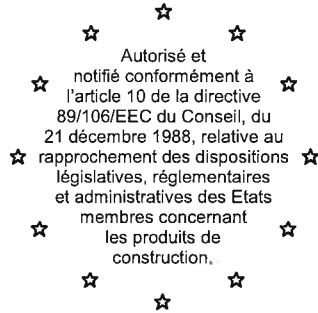 Autorisé et
notifié conformément à
l'article 10 de la directive
89/106/EEC du Conseil, du
21 décembre 1988, relative au
rapprochement des dispositions
législatives, réglementaires
et administratives des Etats
membres concernant
les produits de
construction.